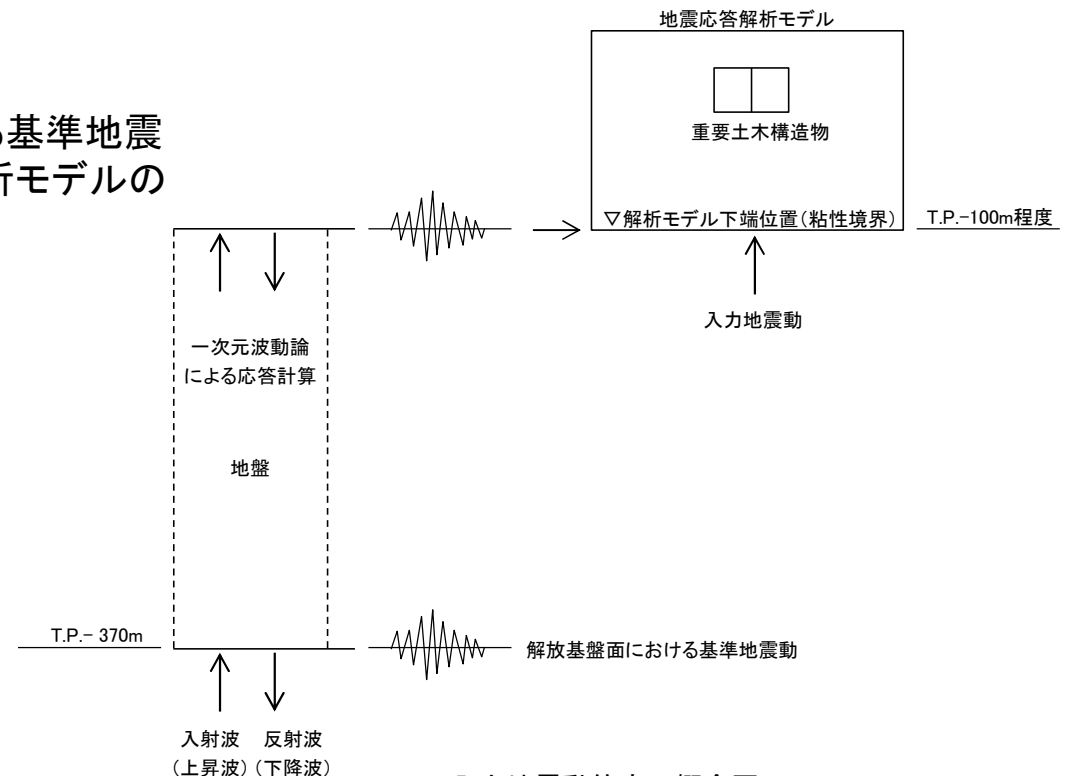 地震応答解析モデル
る基準地震
析モデルの
重要土木構造物
▽解析モデル下端位置(粘性境界)
T.P.-100m程度
入力地震動
一次元波動論
による応答計算
地盤
T.P.- 370m
解放基盤面における基準地震動
入射波 反射波
(上昇波)(下降波)